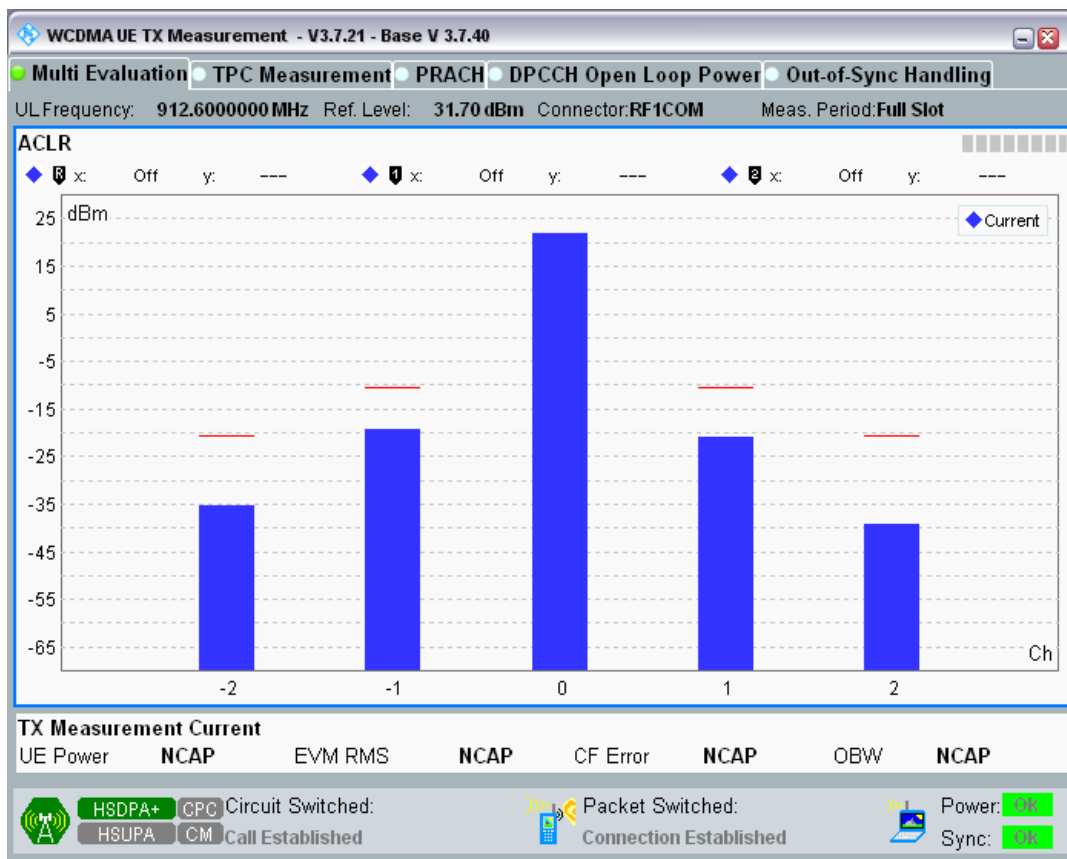 WCDMA UE TX Measurement - V3.7.21 - Base V 3.7.40
Multi Evaluation TPC Measurement PRACH DPCCH Open Loop Power Out-of-Sync Handling
UL Frequency: 912.6000000 MHz Ref. Level: 31.70 dBm Connector:RF1COM Meas. Period:Full Slot
ACLR
R x: Off y: --- 1 x: Off y: --- 2 x: Off y: ---
dBm
Current
25
15
5
-5
-15
-25
-35
-45
-55
-65
Ch
-2 -1 0 1 2
TX Measurement Current
UE Power NCAP EVM RMS NCAP CF Error NCAP OBW NCAP
HSDPA+ CPC Circuit Switched: Packet Switched: Power: OK
HSUPA CM Call Established Connection Established Sync: OK